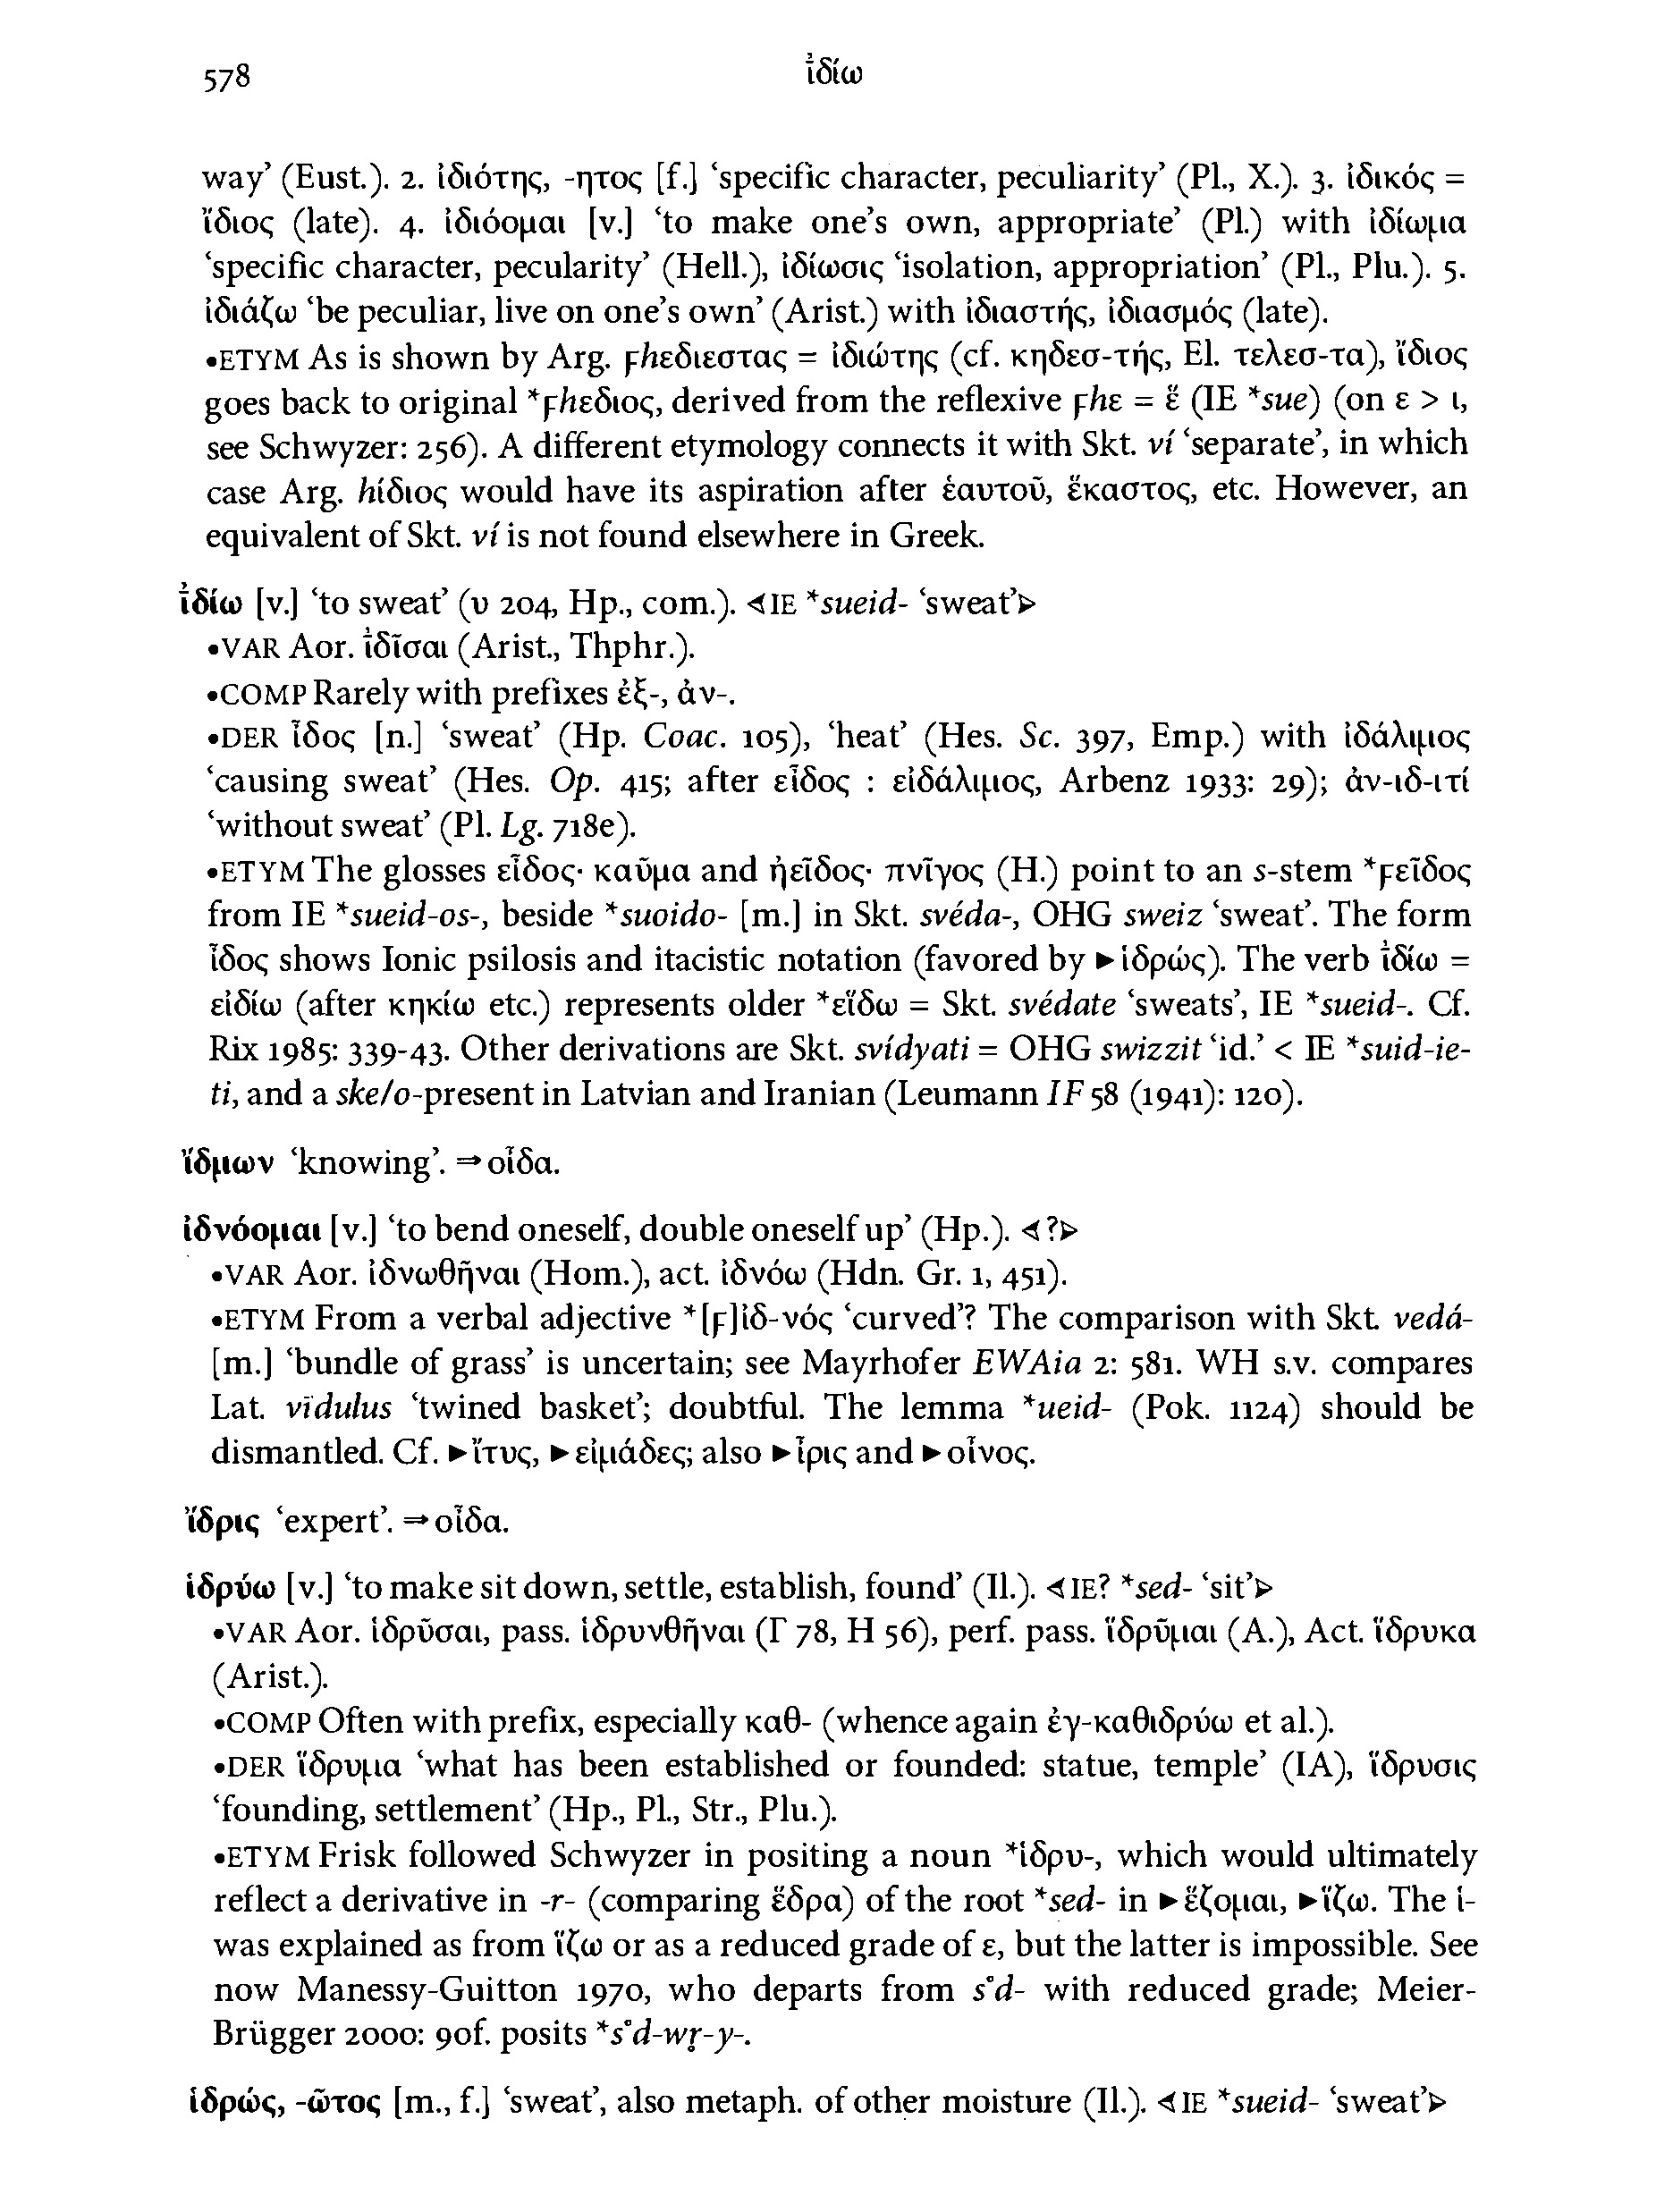 578
ἰ̄δίω
way’ (Eust.). 2. ἰδιότης, -ητος [f.] ‘specific character, peculiarity’ (Pl., X.). 3. ἰδικός =
ἴδιος (late). 4. ἰδιόομαι [v.] ‘to make one’s own, appropriate’ (Pl.) with ἰδίωμα
‘specific character, pecularity’ (Hell.), ἰδίωσις ‘isolation, appropriation’ (Pl., Plu.). 5.
ἰδιάζω ‘be peculiar, live on one’s own’ (Arist.) with ἰδιαστής, ἰδιασμός (late).
•ETYM As is shown by Arg. ϝhεδιεστας = ἰδιώτης (cf. κηδεσ-τής, El. τελεσ-τα), ἴδιος
goes back to original *ϝhεδιος, derived from the reflexive ϝhε = ἕ (IE *sue) (on ε > ι,
see Schwyzer: 256). A different etymology connects it with Skt. ví ‘separate’, in which
case Arg. hίδιος would have its aspiration after ἑαυτοῦ, ἕκαστος, etc. However, an
equivalent of Skt. ví is not found elsewhere in Greek.
ἰ̄δίω [v.] ‘to sweat’ (υ 204, Hp., com.). ◁IE *sueid- ‘sweat’▷
•VAR Aor. ἰ̄δῖσαι (Arist., Thphr.).
•COMP Rarely with prefixes ἐξ-, ἀν-.
•DER ἶδος [n.] ‘sweat’ (Hp. Coac. 105), ‘heat’ (Hes. Sc. 397, Emp.) with ἰδάλιμος
‘causing sweat’ (Hes. Op. 415; after εἶδος : εἰδάλιμος, Arbenz 1933: 29); ἀν-ιδ-ιτί
‘without sweat’ (Pl. Lg. 718e).
•ETYM The glosses εἶδος· καῦμα and ἠεῖδος· πνῖγος (H.) point to an s-stem *ϝεῖδος
from IE *sueid-os-, beside *suoido- [m.] in Skt. svéda-, OHG sweiz ‘sweat’. The form
ἶδος shows Ionic psilosis and itacistic notation (favored by ►ἱδρώς). The verb ἰ̄δίω =
εἰδίω (after κηκίω etc.) represents older *εἴδω = Skt. svédate ‘sweats’, IE *sueid-. Cf.
Rix 1985: 339-43. Other derivations are Skt. svídyati = OHG swizzit ‘id.’ < IE *suid-ie-
ti, and a ske/o-present in Latvian and Iranian (Leumann IF 58 (1941): 120).
ἴδμων ‘knowing’. ⇒οἶδα.
ἰδνόομαι [v.] ‘to bend oneself, double oneself up’ (Hp.). ◁?▷
•VAR Aor. ἰδνωθῆναι (Hom.), act. ἰδνόω (Hdn. Gr. 1, 451).
•ETYM From a verbal adjective *[ϝ]ἰδ-νός ‘curved’? The comparison with Skt. vedá-
[m.] ‘bundle of grass’ is uncertain; see Mayrhofer EWAia 2: 581. WH s.v. compares
Lat. vīdulus ‘twined basket’; doubtful. The lemma *ueid- (Pok. 1124) should be
dismantled. Cf. ►ἴτυς, ►εἰμάδες; also ►ἶρις and ►οἶνος.
ἴδρις ‘expert’. ⇒οἶδα.
ἱδρύω [v.] ‘to make sit down, settle, establish, found’ (Il.). ◁IE? *sed- ‘sit’▷
•VAR Aor. ἱδρῦσαι, pass. ἱδρυνθῆναι (Γ 78, Η 56), perf. pass. ἵδρῡμαι (A.), Act. ἵδρυκα
(Arist.).
•COMP Often with prefix, especially καθ- (whence again ἐγ-καθιδρύω et al.).
•DER ἵδρυμα ‘what has been established or founded: statue, temple’ (IA), ἵδρυσις
‘founding, settlement’ (Hp., Pl., Str., Plu.).
•ETYM Frisk followed Schwyzer in positing a noun *ἱδρυ-, which would ultimately
reflect a derivative in -r- (comparing ἕδρα) of the root *sed- in ►ἕζομαι, ►ἵζω. The ἱ-
was explained as from ἵζω or as a reduced grade of ε, but the latter is impossible. See
now Manessy-Guitton 1970, who departs from sᵉd- with reduced grade; Meier-
Brügger 2000: 90f. posits *sᵉd-wr̥-y-.
ἱδρώς, -ῶτος [m., f.] ‘sweat’, also metaph. of other moisture (Il.). ◁IE *sueid- ‘sweat’▷